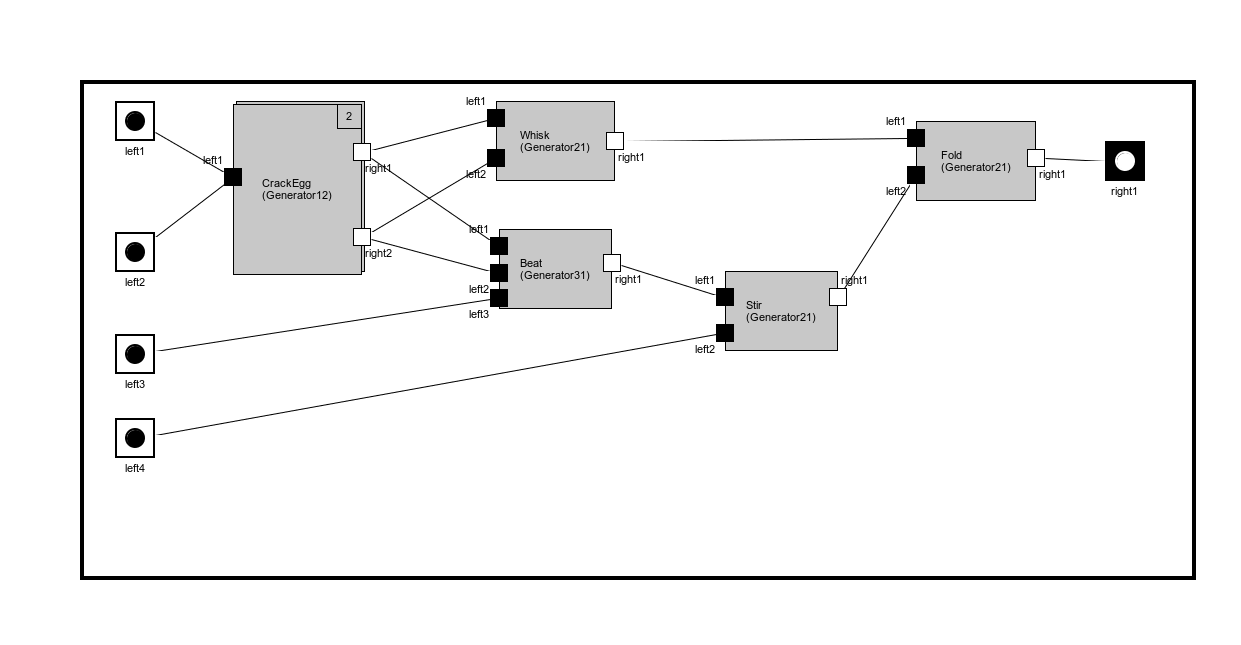 left1
left2
left3
left4
left1
2
CrackEgg
(Generator12)
right1
right2
left1
left2
Whisk
(Generator21)
right1
left1
left2
left3
Beat
(Generator31)
right1
left1
left2
Stir
(Generator21)
right1
left1
left2
Fold
(Generator21)
right1
right1